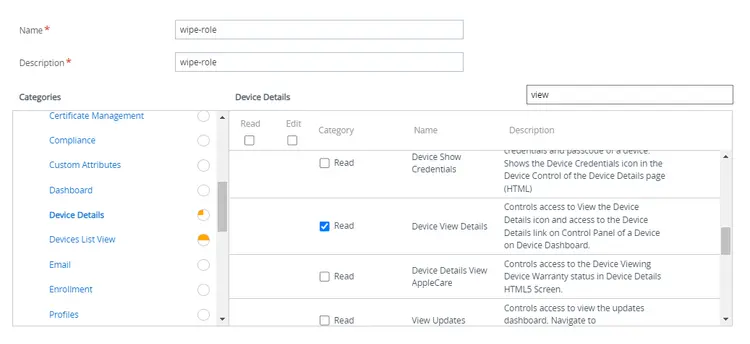 Name *
wipe-role
Description *
wipe-role
Categories
Device Details
view
Certificate Management
Compliance
Custom Attributes
Dashboard
Device Details
Devices List View
Email
Enrollment
Profiles
Read
Edit
Category
Name
Description
Read
Device Show
Credentials
credentials and passcode of a device.
Shows the Device Credentials icon in the
Device Control of the Device Details page
(HTML)
Read
Device View Details
Controls access to View the Device
Details icon and access to the Device
Details link on Control Panel of a Device
on Device Dashboard.
Read
Device Details View
AppleCare
Controls access to the Device Viewing
Device Warranty status in Device Details
HTML5 Screen.
Read
View Updates
Controls access to view the updates
dashboard. Navigate to